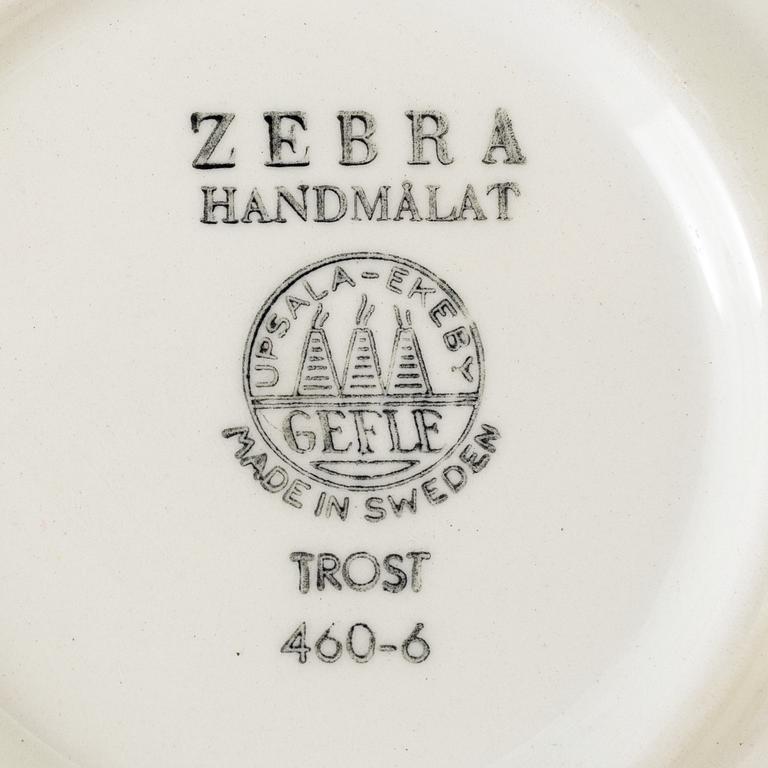 ZEBRA
HANDMÅLAT
UPSALA-EKEBY
GEFLE
MADE IN SWEDEN
TROST
460-6